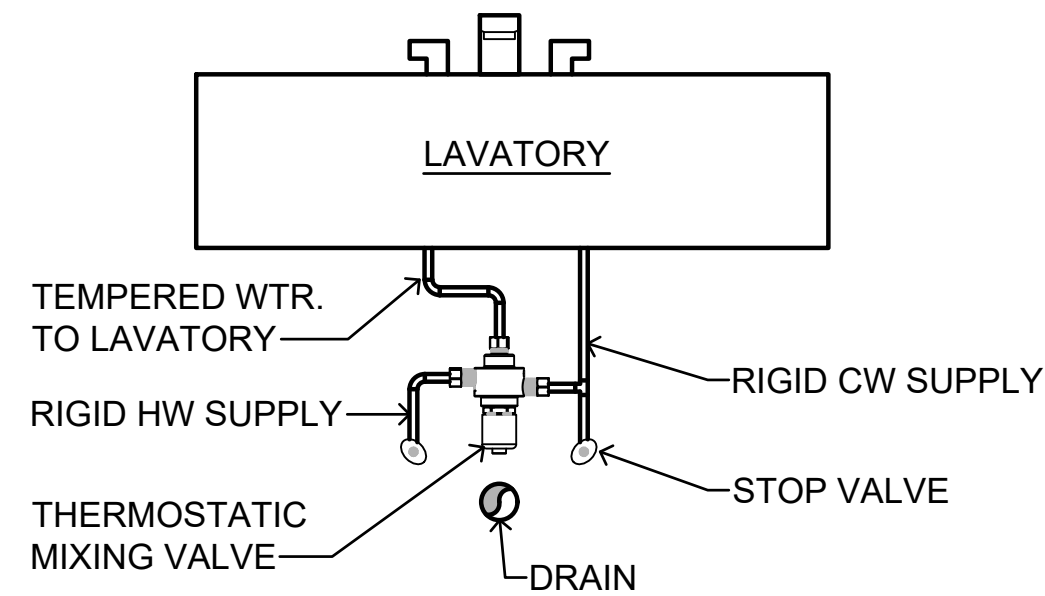 LAVATORY
TEMPERED WTR.
TO LAVATORY
RIGID CW SUPPLY
RIGID HW SUPPLY
STOP VALVE
THERMOSTATIC
MIXING VALVE
DRAIN